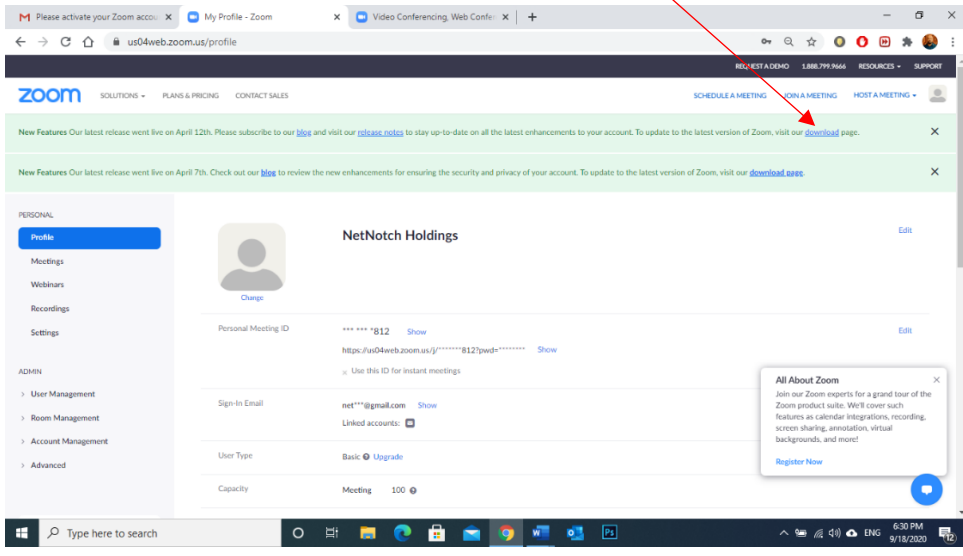 Please activate your Zoom accou
My Profile - Zoom
Video Conferencing, Web Confer
us04web.zoom.us/profile
REQUEST A DEMO 1.888.799.9666 RESOURCES SUPPORT
zoom SOLUTIONS PLANS & PRICING CONTACT SALES SCHEDULE A MEETING JOIN A MEETING HOST A MEETING
New Features Our latest release went live on April 12th. Please subscribe to our blog and visit our release notes to stay up-to-date on all the latest enhancements to your account. To update to the latest version of Zoom, visit our download page.
New Features Our latest release went live on April 7th. Check out our blog to review the new enhancements for ensuring the security and privacy of your account. To update to the latest version of Zoom, visit our download page.
PERSONAL
Profile
Meetings
Webinars
Recordings
Settings
ADMIN
User Management
Room Management
Account Management
Advanced
Change
NetNotch Holdings
Edit
Personal Meeting ID
*** *** *812 Show
Edit
https://us04web.zoom.us/j/*******812?pwd=******** Show
× Use this ID for instant meetings
Sign-In Email
net***@gmail.com Show
Linked accounts:
User Type
Basic Upgrade
Capacity
Meeting 100
All About Zoom
Join our Zoom experts for a grand tour of the
Zoom product suite. We'll cover such
features as calendar integrations, recording,
screen sharing, annotation, virtual
backgrounds, and more!
Register Now
Type here to search
ENG
6:30 PM
9/18/2020
12